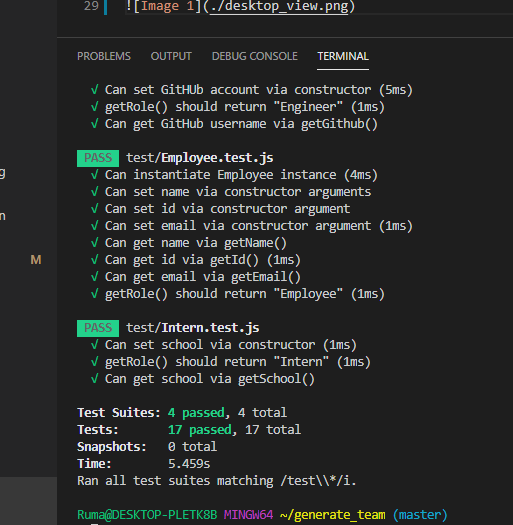 29 ![Image 1](./desktop_view.png)
PROBLEMS OUTPUT DEBUG CONSOLE TERMINAL
√ Can set GitHUb account via constructor (5ms)
√ getRole() should return "Engineer" (1ms)
√ Can get GitHub username via getGithub()
PASS test/Employee.test.js
√ Can instantiate Employee instance (4ms)
√ Can set name via constructor arguments
√ Can set id via constructor argument
√ Can set email via constructor argument (1ms)
√ Can get name via getName()
√ Can get id via getId() (1ms)
M
√ Can get email via getEmail()
√ getRole() should return "Employee" (1ms)
PASS test/Intern.test.js
√ Can set school via constructor (1ms)
√ getRole() should return "Intern" (1ms)
√ Can get school via getSchool()
Test Suites: 4 passed, 4 total
Tests: 17 passed, 17 total
Snapshots: 0 total
Time: 5.459s
Ran all test suites matching /test\\*/i.
Ruma@DESKTOP-PLETK8B MINGW64 ~/generate_team (master)